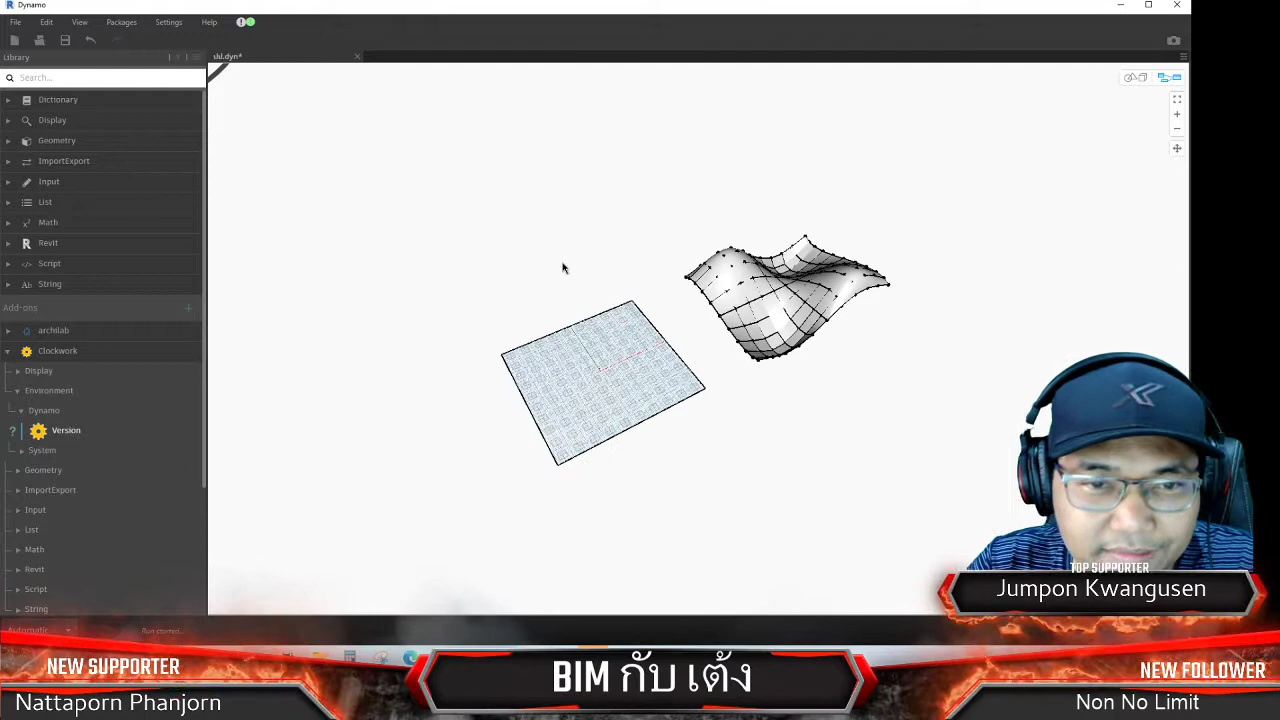 Dynamo
File Edit View Packages Settings Help
Library
shl.dyn*
Search...
Dictionary
Display
Geometry
ImportExport
Input
List
Math
Revit
Script
String
Add-ons
archilab
Clockwork
Display
Environment
Dynamo
? Version
System
Geometry
ImportExport
Input
List
Math
Revit
Script
String
Automatic
Run started...
TOP SUPPORTER
Jumpon Kwangusen
NEW SUPPORTER
Nattaporn Phanjorn
BIM กับ เต้ง
NEW FOLLOWER
Non No Limit